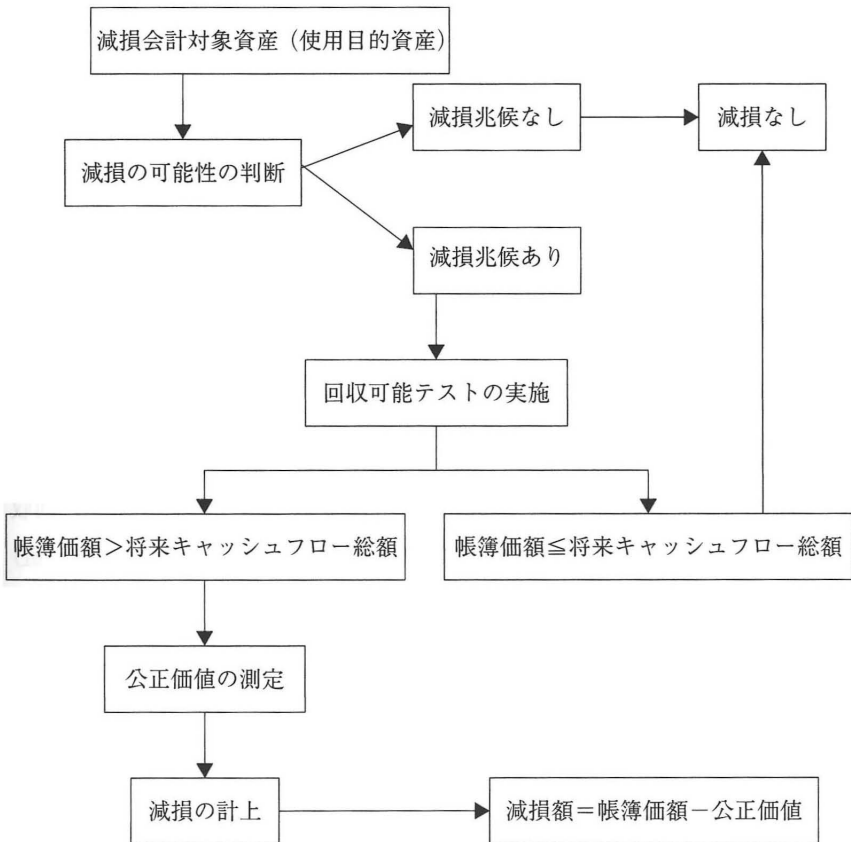 減損会計対象資産（使用目的資産）
減損兆候なし
減損なし
減損の可能性の判断
減損兆候あり
回収可能テストの実施
帳簿価額＞将来キャッシュフロー総額
帳簿価額≦将来キャッシュフロー総額
公正価値の測定
減損の計上
減損額＝帳簿価額－公正価値